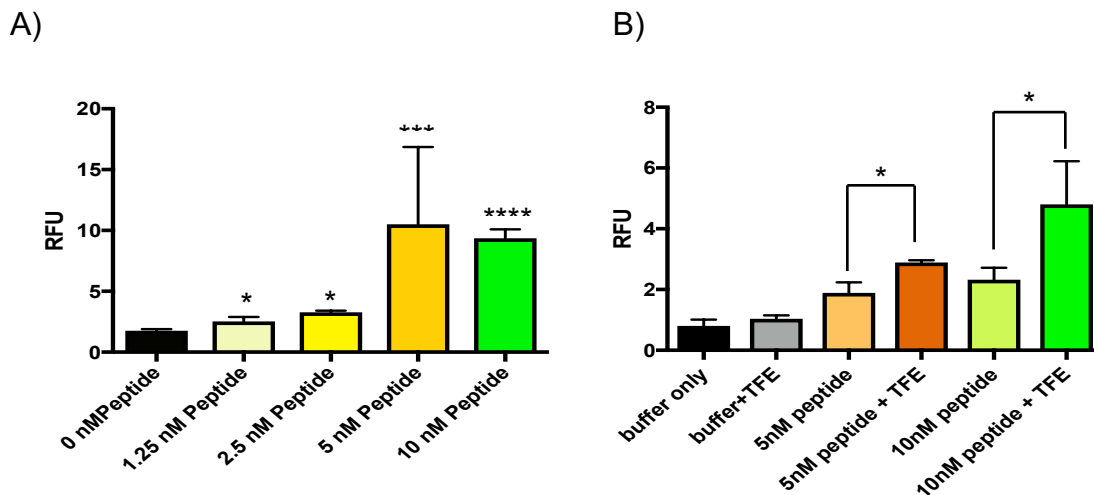 A)
RFU
20
15
10
5
0
*
*
***
****
0 nMPeptide
1.25 nM Peptide
2.5 nM Peptide
5 nM Peptide
10 nM Peptide
B)
RFU
8
6
4
2
0
*
*
buffer only
buffer+TFE
5nM peptide
5nM peptide + TFE
10nM peptide
10nM peptide + TFE